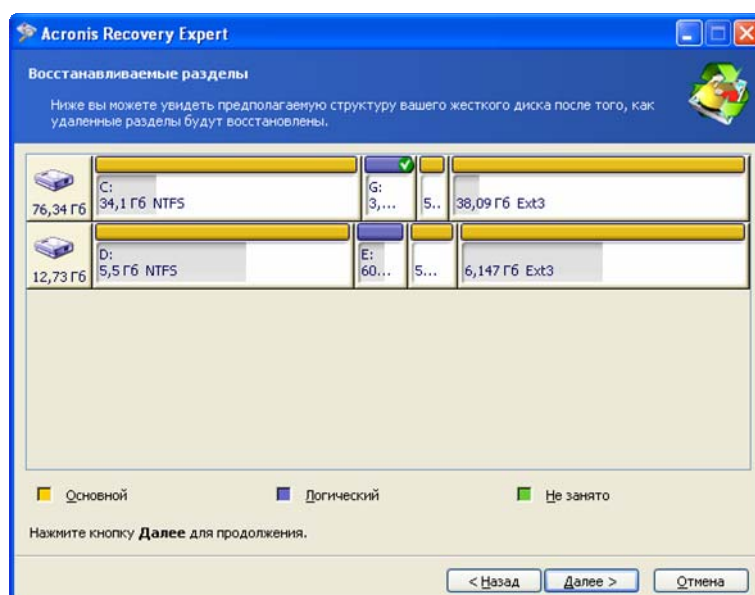 Acronis Recovery Expert
Восстанавливаемые разделы
Ниже вы можете увидеть предполагаемую структуру вашего жесткого диска после того, как
удаленные разделы будут восстановлены.
C: G:
76,34 Гб 34,1 Гб NTFS 3,... 5.. 38,09 Гб Ext3
D: E:
12,73 Гб 5,5 Гб NTFS 60... 5... 6,147 Гб Ext3
Основной Логический Не занято
Нажмите кнопку Далее для продолжения.
< Назад Далее > Отмена